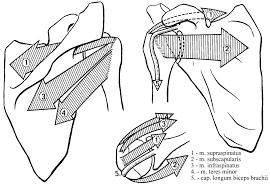 1
3
4
2
5
1 - m. supraspinatus
2 - m. subscapularis
3 - m. infraspinatus
4 - m. teres minor
5 - cap. longum biceps brachii